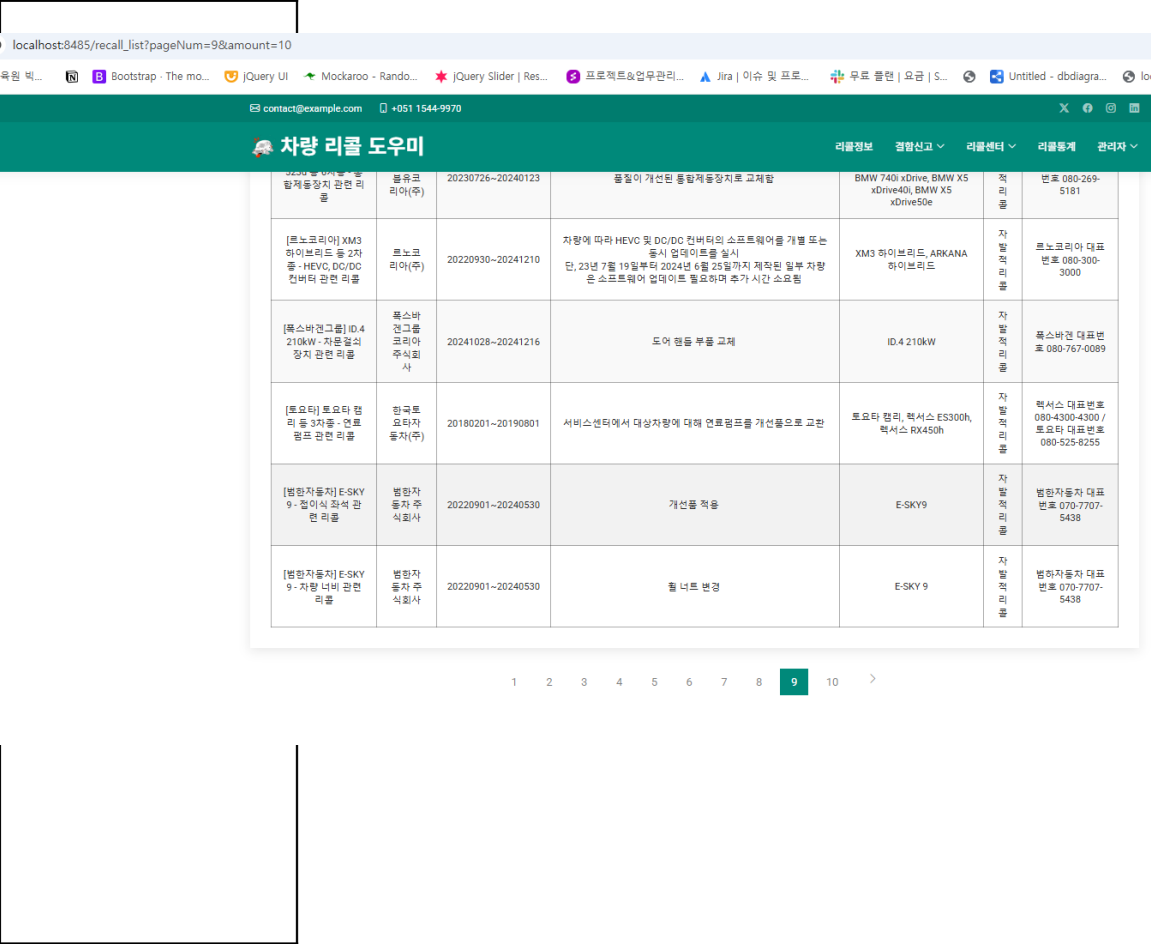 localhost:8485/recall_list?pageNum=9&amount=10
육원 빅... Bootstrap · The mo... jQuery UI Mockaroo - Rando... jQuery Slider | Res... 프로젝트&업무관리... Jira | 이슈 및 프로... 무료 플랜 | 요금 | S... Untitled - dbdiagra... loc
contact@example.com +051 1544-9970
차량 리콜 도우미 리콜정보 결함신고 리콜센터 리콜통계 관리자
합제동장치 관련 리
콜
블유코
리아(주)
20230726~20240123
품질이 개선된 통합제동장치로 교체함
BMW 740i xDrive, BMW X5
xDrive40i, BMW X5
xDrive50e
적
리
콜
번호 080-269-
5181
[르노코리아] XM3
하이브리드 등 2차
종 - HEVC, DC/DC
컨버터 관련 리콜
르노코
리아(주)
20220930~20241210
차량에 따라 HEVC 및 DC/DC 컨버터의 소프트웨어를 개별 또는
동시 업데이트를 실시
단, 23년 7월 19일부터 2024년 6월 25일까지 제작된 일부 차량
은 소프트웨어 업데이트 필요하며 추가 시간 소요됨
XM3 하이브리드, ARKANA
하이브리드
자
발
적
리
콜
르노코리아 대표
번호 080-300-
3000
[폭스바겐그룹] ID.4
210kW - 차문걸쇠
장치 관련 리콜
폭스바
겐그룹
코리아
주식회
사
20241028~20241216
도어 핸들 부품 교체
ID.4 210kW
자
발
적
리
콜
폭스바겐 대표번
호 080-767-0089
[토요타] 토요타 캠
리 등 3차종 - 연료
펌프 관련 리콜
한국토
요타자
동차(주)
20180201~20190801
서비스센터에서 대상차량에 대해 연료펌프를 개선품으로 교환
토요타 캠리, 렉서스 ES300h,
렉서스 RX450h
자
발
적
리
콜
렉서스 대표번호
080-4300-4300 /
토요타 대표번호
080-525-8255
[범한자동차] E-SKY
9 - 접이식 좌석 관
련 리콜
범한자
동차 주
식회사
20220901~20240530
개선품 적용
E-SKY9
자
발
적
리
콜
범한자동차 대표
번호 070-7707-
5438
[범한자동차] E-SKY
9 - 차량 너비 관련
리콜
범한자
동차 주
식회사
20220901~20240530
휠 너트 변경
E-SKY 9
자
발
적
리
콜
범하자동차 대표
번호 070-7707-
5438
1 2 3 4 5 6 7 8 9 10